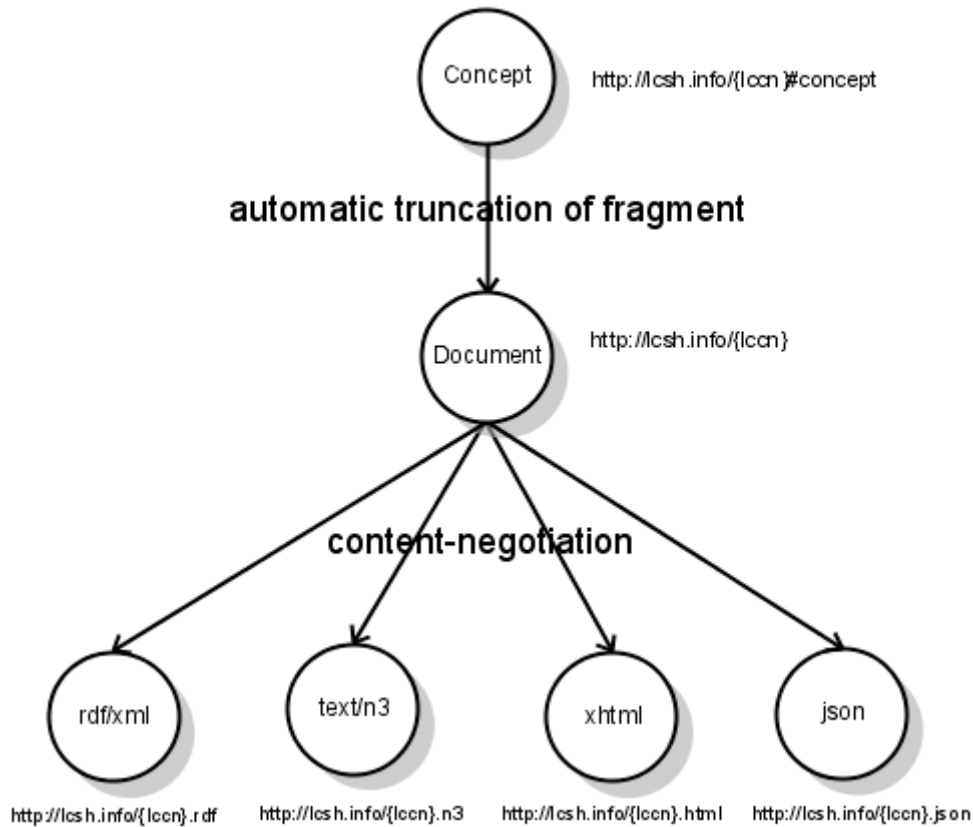 Concept
http://lcsh.info/{lccn}#concept
automatic truncation of fragment
Document
http://lcsh.info/{lccn}
content-negotiation
rdf/xml
text/n3
xhtml
json
http://lcsh.info/{lccn}.rdf
http://lcsh.info/{lccn}.n3
http://lcsh.info/{lccn}.html
http://lcsh.info/{lccn}.json